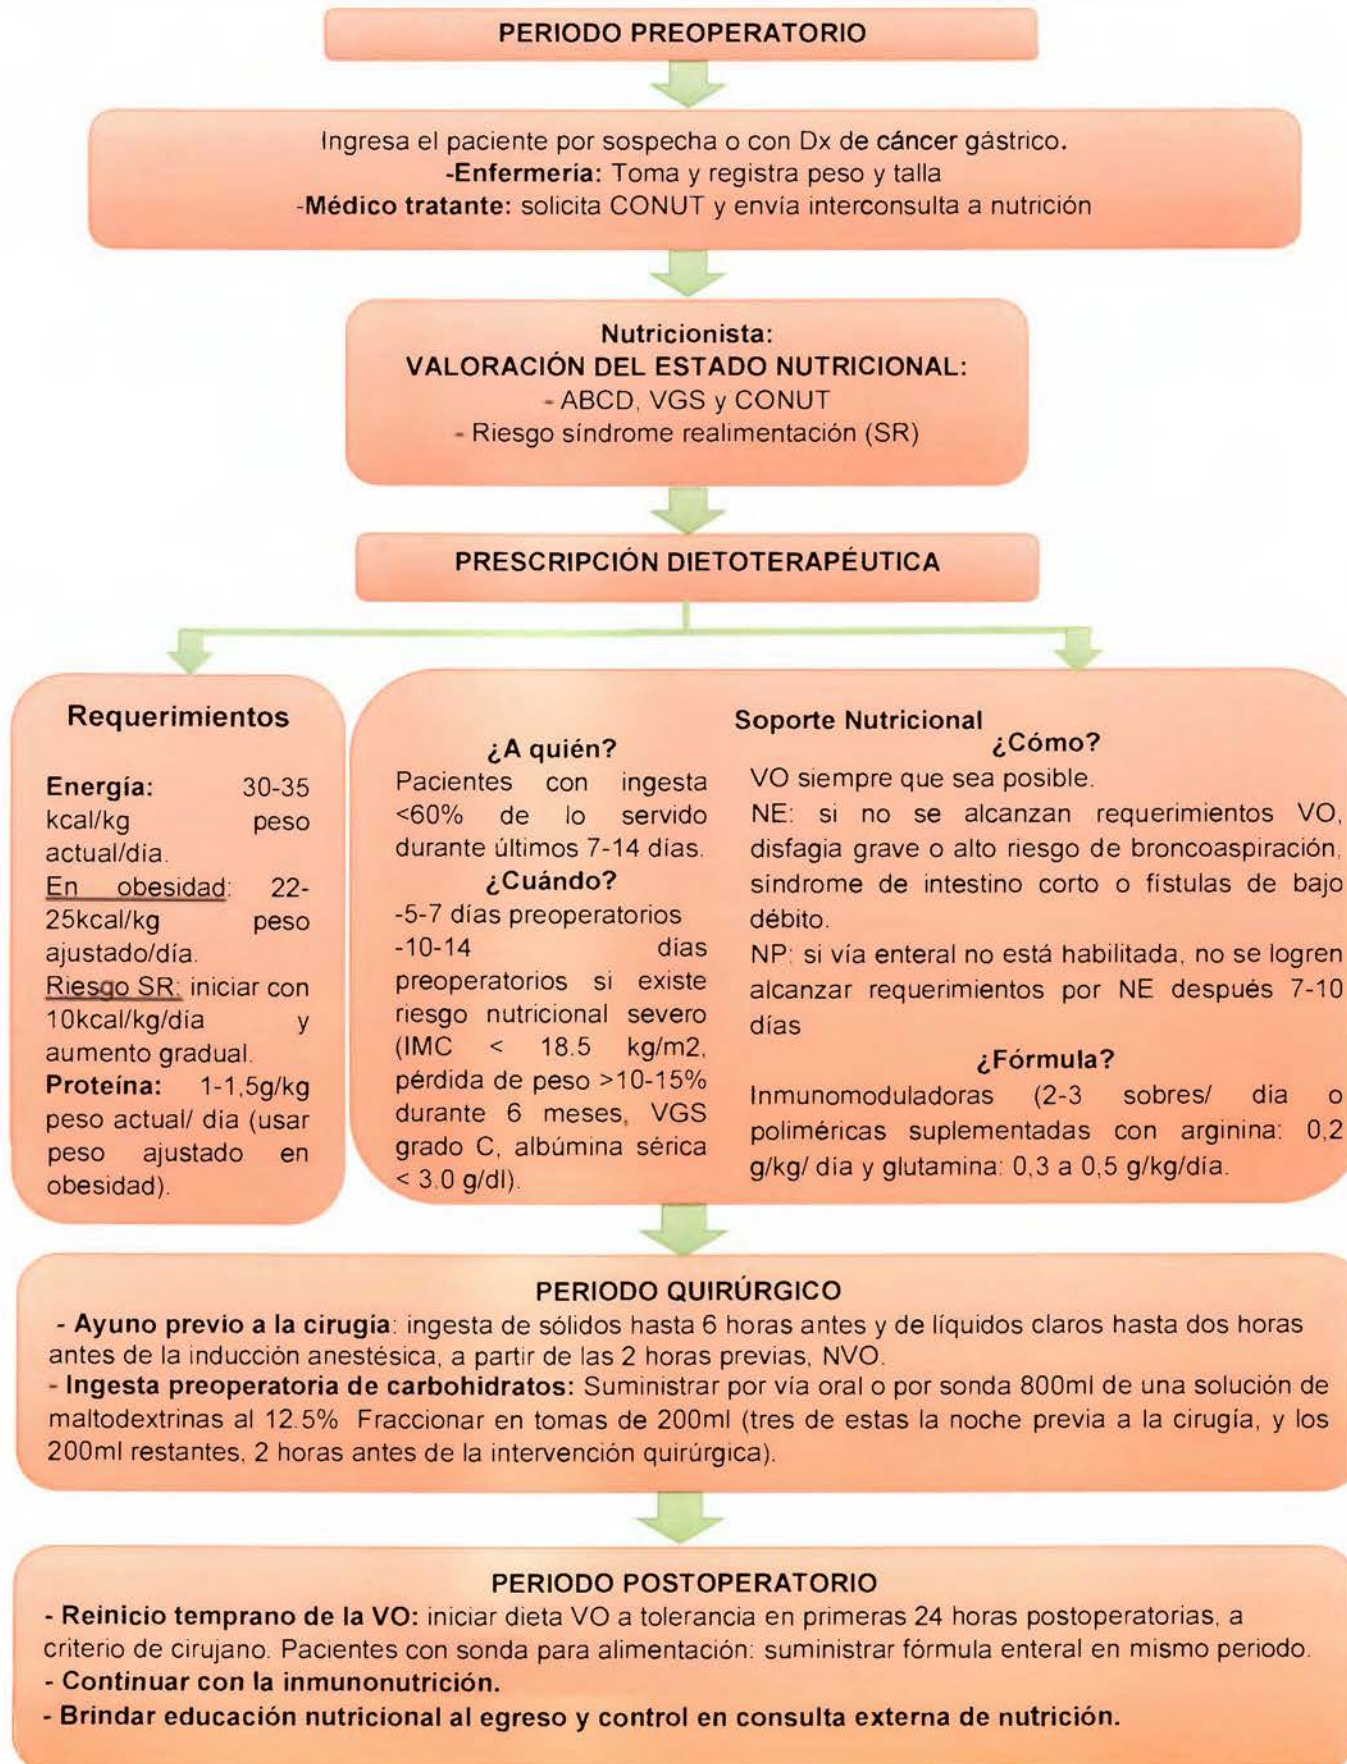 PERIODO PREOPERATORIO
Ingresa el paciente por sospecha o con Dx de cáncer gástrico.
-Enfermería: Toma y registra peso y talla
-Médico tratante: solicita CONUT y envía interconsulta a nutrición
Nutricionista:
VALORACIÓN DEL ESTADO NUTRICIONAL:
- ABCD, VGS y CONUT
- Riesgo síndrome realimentación (SR)
PRESCRIPCIÓN DIETOTERAPÉUTICA
Requerimientos
Energía: 30-35
kcal/kg peso
actual/día.
En obesidad: 22-
25kcal/kg peso
ajustado/día.
Riesgo SR: iniciar con
10kcal/kg/día y
aumento gradual.
Proteína: 1-1,5g/kg
peso actual/ dia (usar
peso ajustado en
obesidad).
Soporte Nutricional
¿A quién?
Pacientes con ingesta
<60% de lo servido
durante últimos 7-14 días.
¿Cuándo?
-5-7 días preoperatorios
-10-14 dias
preoperatorios si existe
riesgo nutricional severo
(IMC < 18.5 kg/m2,
pérdida de peso >10-15%
durante 6 meses, VGS
grado C, albúmina sérica
< 3.0 g/dl).
¿Cómo?
VO siempre que sea posible.
NE: si no se alcanzan requerimientos VO,
disfagia grave o alto riesgo de broncoaspiración,
síndrome de intestino corto o fístulas de bajo
débito.
NP: si vía enteral no está habilitada, no se logren
alcanzar requerimientos por NE después 7-10
días
¿Fórmula?
Inmunomoduladoras (2-3 sobres/ día o
poliméricas suplementadas con arginina: 0,2
g/kg/ día y glutamina: 0,3 a 0,5 g/kg/día.
PERIODO QUIRÚRGICO
- Ayuno previo a la cirugía: ingesta de sólidos hasta 6 horas antes y de líquidos claros hasta dos horas
antes de la inducción anestésica, a partir de las 2 horas previas, NVO.
- Ingesta preoperatoria de carbohidratos: Suministrar por vía oral o por sonda 800ml de una solución de
maltodextrinas al 12.5% Fraccionar en tomas de 200ml (tres de estas la noche previa a la cirugía, y los
200ml restantes, 2 horas antes de la intervención quirúrgica).
PERIODO POSTOPERATORIO
- Reinicio temprano de la VO: iniciar dieta VO a tolerancia en primeras 24 horas postoperatorias, a
criterio de cirujano. Pacientes con sonda para alimentación: suministrar fórmula enteral en mismo periodo.
- Continuar con la inmunonutrición.
- Brindar educación nutricional al egreso y control en consulta externa de nutrición.